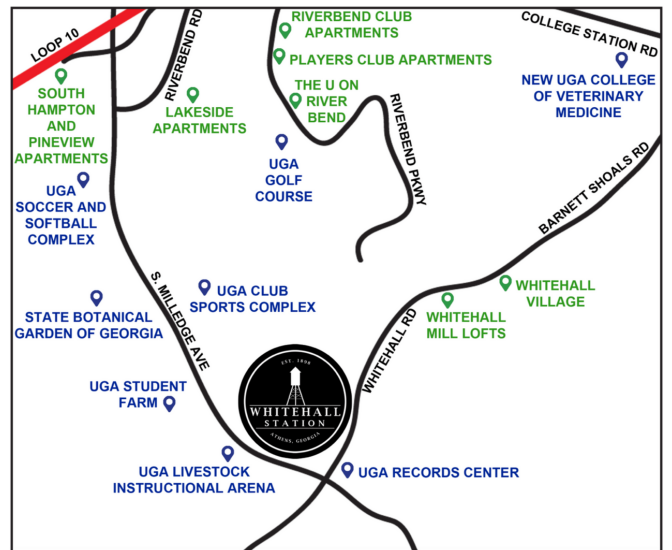 LOOP 10
RIVERBEND RD
RIVERBEND CLUB
APARTMENTS
COLLEGE STATION RD
PLAYERS CLUB APARTMENTS
NEW UGA COLLEGE
OF VETERINARY
MEDICINE
SOUTH
HAMPTON
AND
PINEVIEW
APARTMENTS
LAKESIDE
APARTMENTS
THE U ON
RIVER
BEND
RIVERBEND PKWY
UGA
GOLF
COURSE
BARNETT SHOALS RD
UGA
SOCCER AND
SOFTBALL
COMPLEX
S. MILLEDGE AVE
UGA CLUB
SPORTS COMPLEX
WHITEHALL
VILLAGE
STATE BOTANICAL
GARDEN OF GEORGIA
WHITEHALL
MILL LOFTS
WHITEHALL RD
EST. 1890
WHITEHALL
STATION
ATHENS, GEORGIA
UGA STUDENT
FARM
UGA LIVESTOCK
INSTRUCTIONAL ARENA
UGA RECORDS CENTER